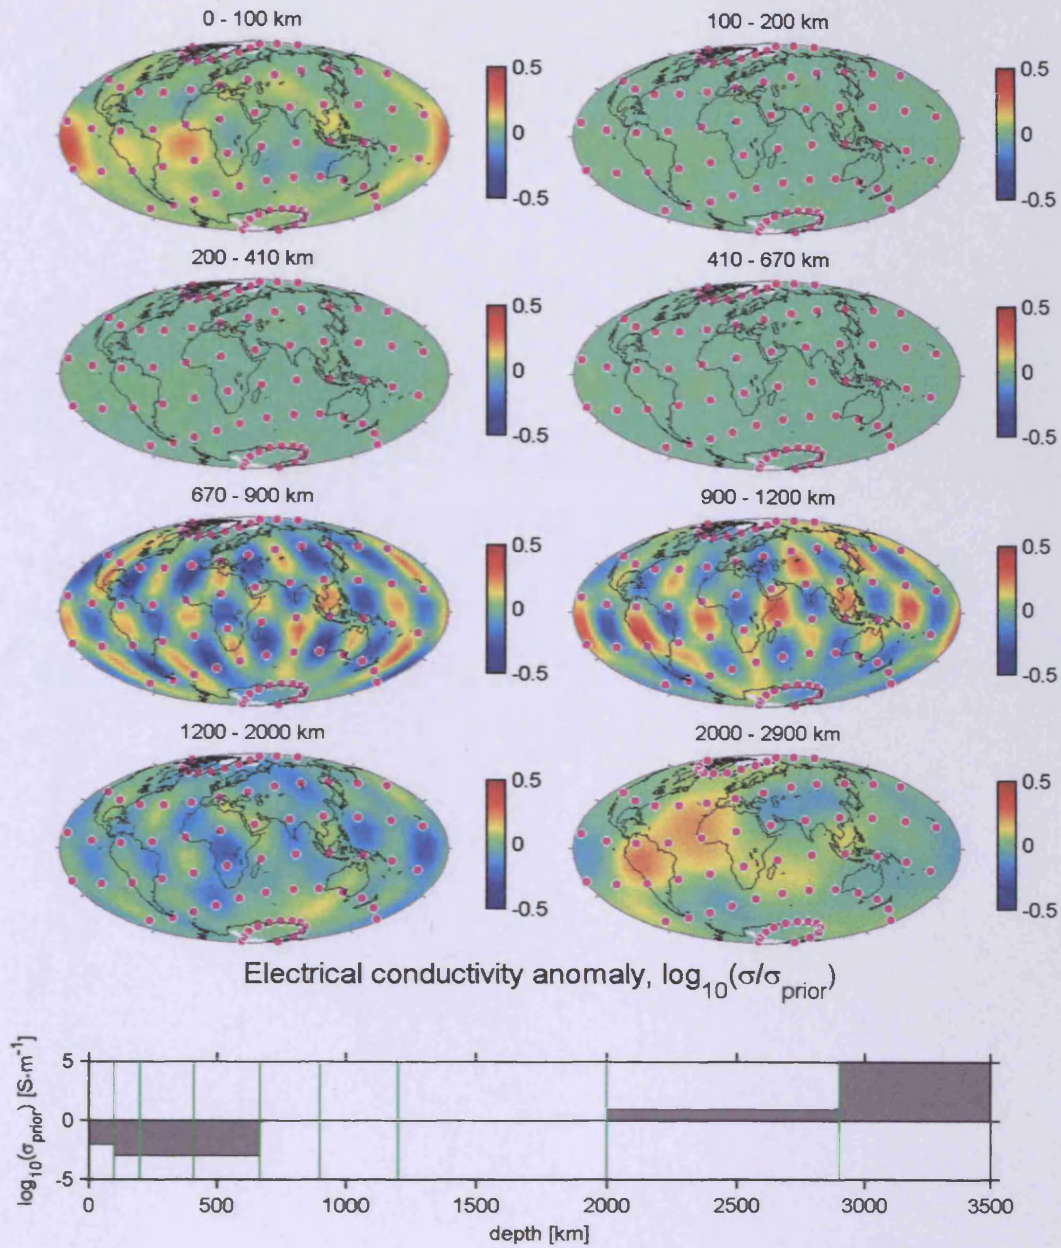 0 - 100 km
100 - 200 km
0.5
0
-0.5
0.5
0
-0.5
200 - 410 km
410 - 670 km
0.5
0
-0.5
0.5
0
-0.5
670 - 900 km
900 - 1200 km
0.5
0
-0.5
0.5
0
-0.5
1200 - 2000 km
2000 - 2900 km
0.5
0
-0.5
0.5
0
-0.5
Electrical conductivity anomaly, log₁₀(σ/σ_prior)
log₁₀(σ_prior) [S·m⁻¹]
5
0
-5
0 500 1000 1500 2000 2500 3000 3500
depth [km]